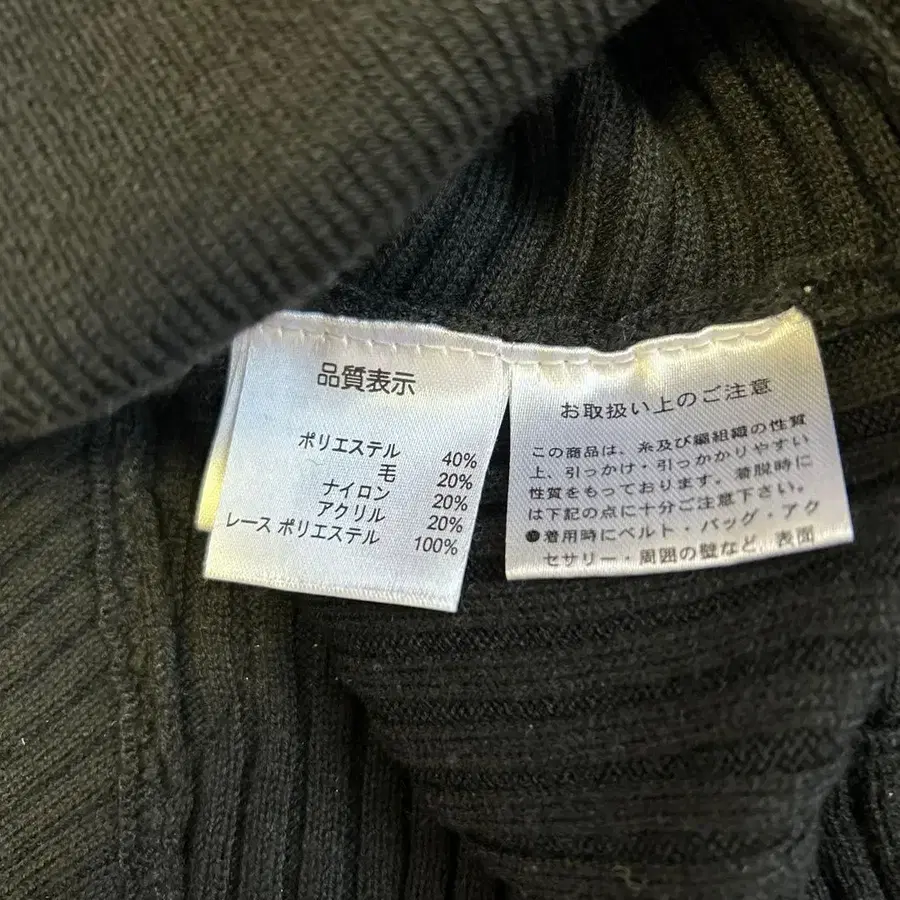 品質表示
ポリエステル 40%
毛 20%
ナイロン 20%
アクリル 20%
レース ポリエステル 100%
お取扱い上のご注意
この商品は、糸及び編組織の性質
上、引っかけ・引っかかりやすい
性質をもっております。着脱時に
は下記の点に十分ご注意下さい。
●着用時にベルト・バッグ・アク
セサリー・周囲の壁など、表面